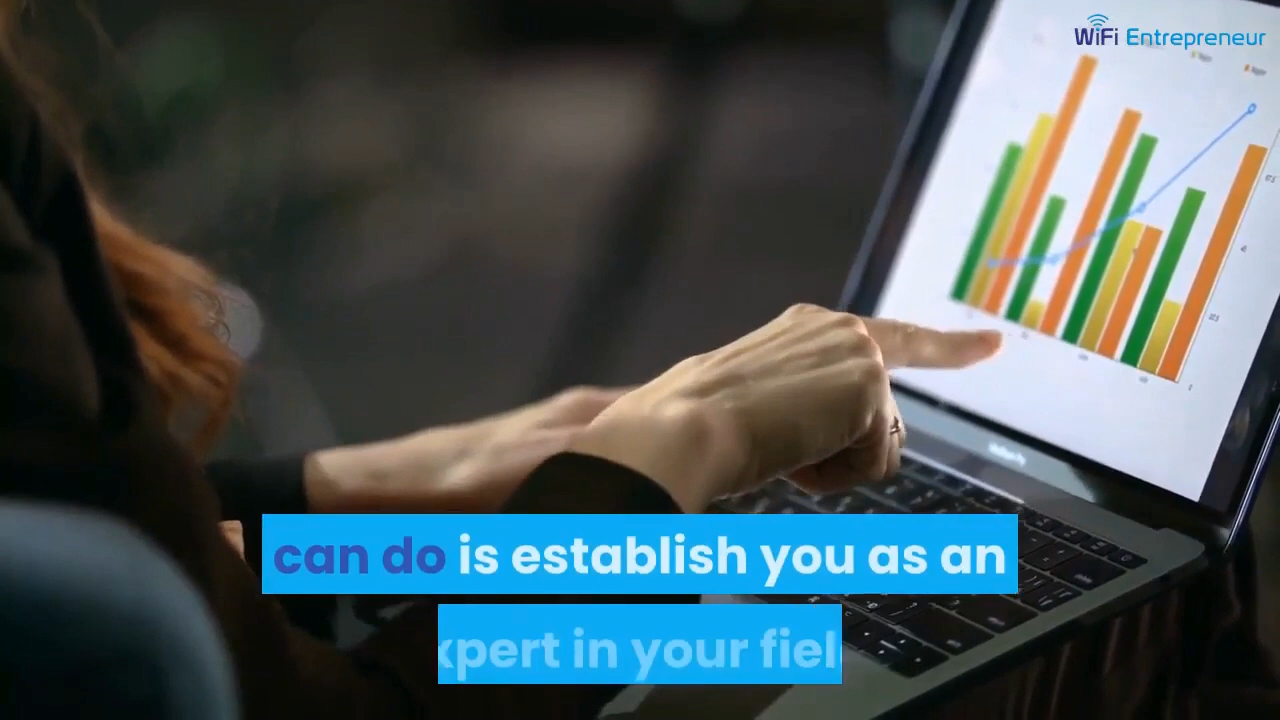 WiFi Entrepreneur
can do is establish you as an
xpert in your fiel